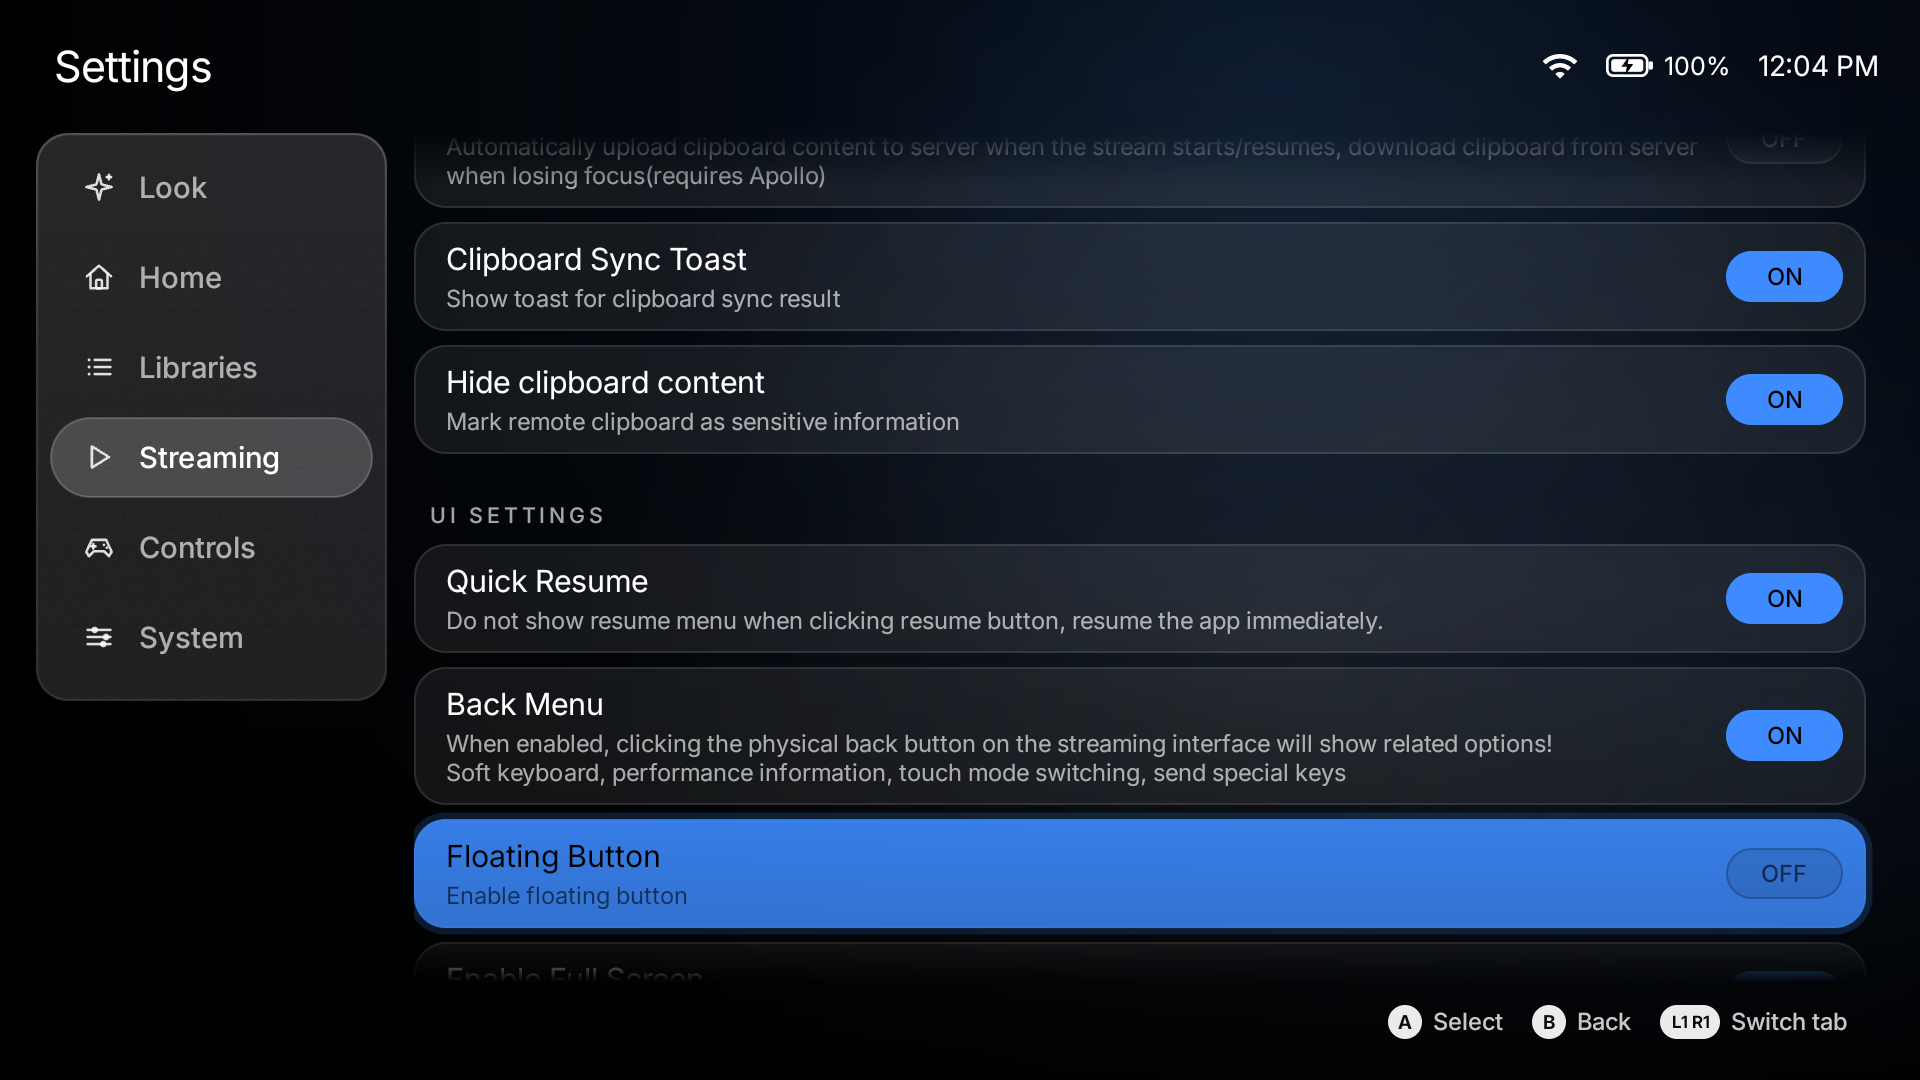 Settings
100%
12:04 PM
Look
Home
Libraries
Streaming
Controls
System
Automatically upload clipboard content to server when the stream starts/resumes, download clipboard from server
when losing focus(requires Apollo)
OFF
Clipboard Sync Toast
Show toast for clipboard sync result
ON
Hide clipboard content
Mark remote clipboard as sensitive information
ON
UI SETTINGS
Quick Resume
Do not show resume menu when clicking resume button, resume the app immediately.
ON
Back Menu
When enabled, clicking the physical back button on the streaming interface will show related options!
Soft keyboard, performance information, touch mode switching, send special keys
ON
Floating Button
Enable floating button
OFF
Enable Full Screen
A Select
B Back
L1 R1 Switch tab